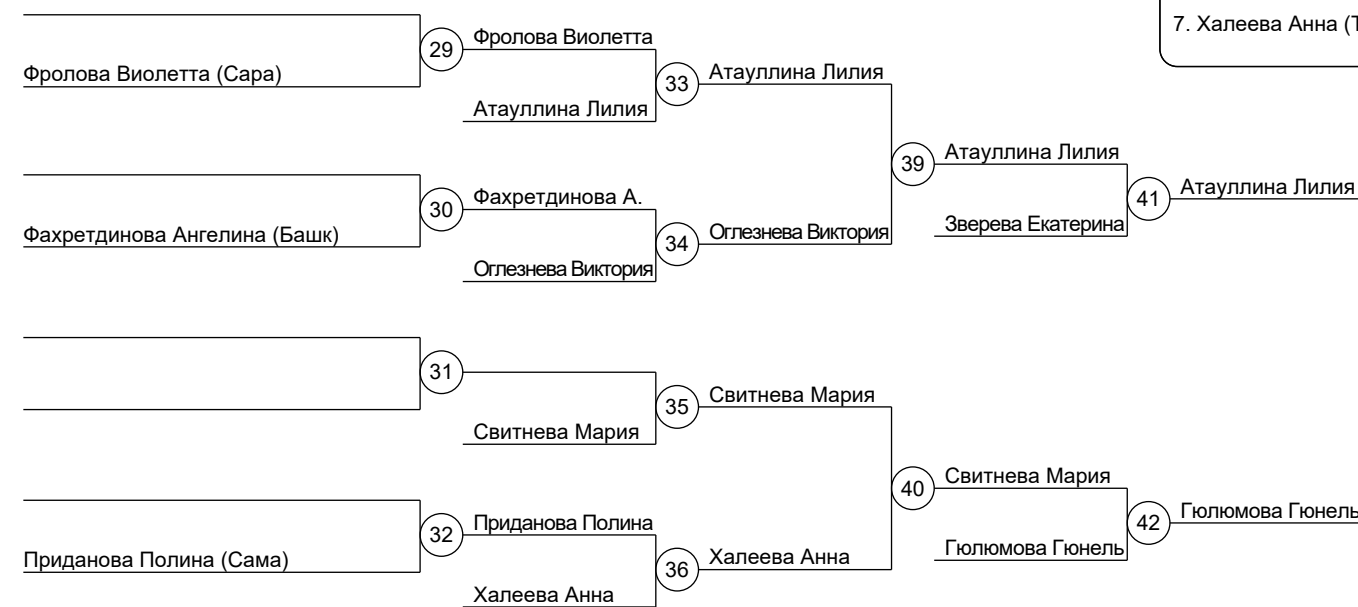 7. Халеева Анна (Т
29
Фролова Виолетта
Фролова Виолетта (Сара)
33
Атауллина Лилия
Атауллина Лилия
39
Атауллина Лилия
30
Фахретдинова А.
Фахретдинова Ангелина (Башк)
34
Оглезнева Виктория
Оглезнева Виктория
Зверева Екатерина
41
Атауллина Лилия
31
35
Свитнева Мария
Свитнева Мария
40
Свитнева Мария
32
Приданова Полина
Приданова Полина (Сама)
36
Халеева Анна
Халеева Анна
Гюлюмова Гюнель
42
Гюлюмова Гюнель